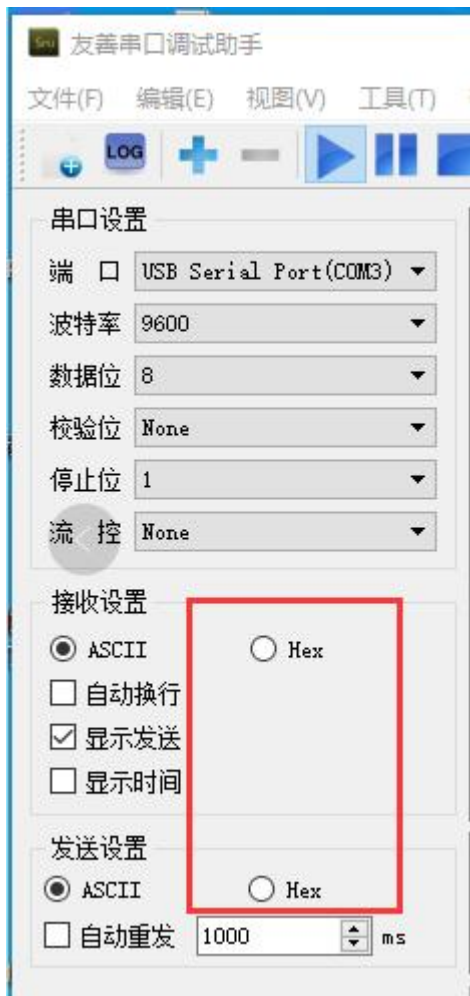 Sru 友善串口调试助手
文件(F) 编辑(E) 视图(V) 工具(T)
LOG
串口设置
端 口 USB Serial Port(COM3)
波特率 9600
数据位 8
校验位 None
停止位 1
流 控 None
接收设置
ASCII Hex
自动换行
显示发送
显示时间
发送设置
ASCII Hex
自动重发 1000 ms